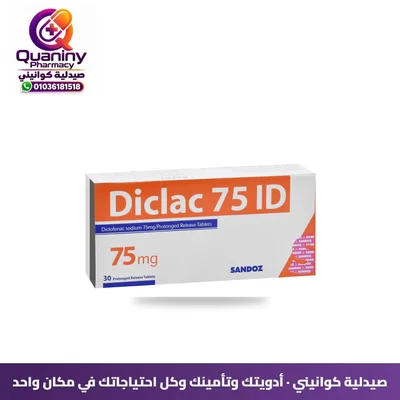 Quaniny
Pharmacy
صيدلية كوانيني
01036181518
Diclac 75 ID
Diclofenac sodium 75mg/Prolonged Release Tablets
75mg
30 Prolonged Release Tablets
SANDOZ
صيدلية كوانيني - أدويتك وتأمينك وكل احتياجاتك في مكان واحد